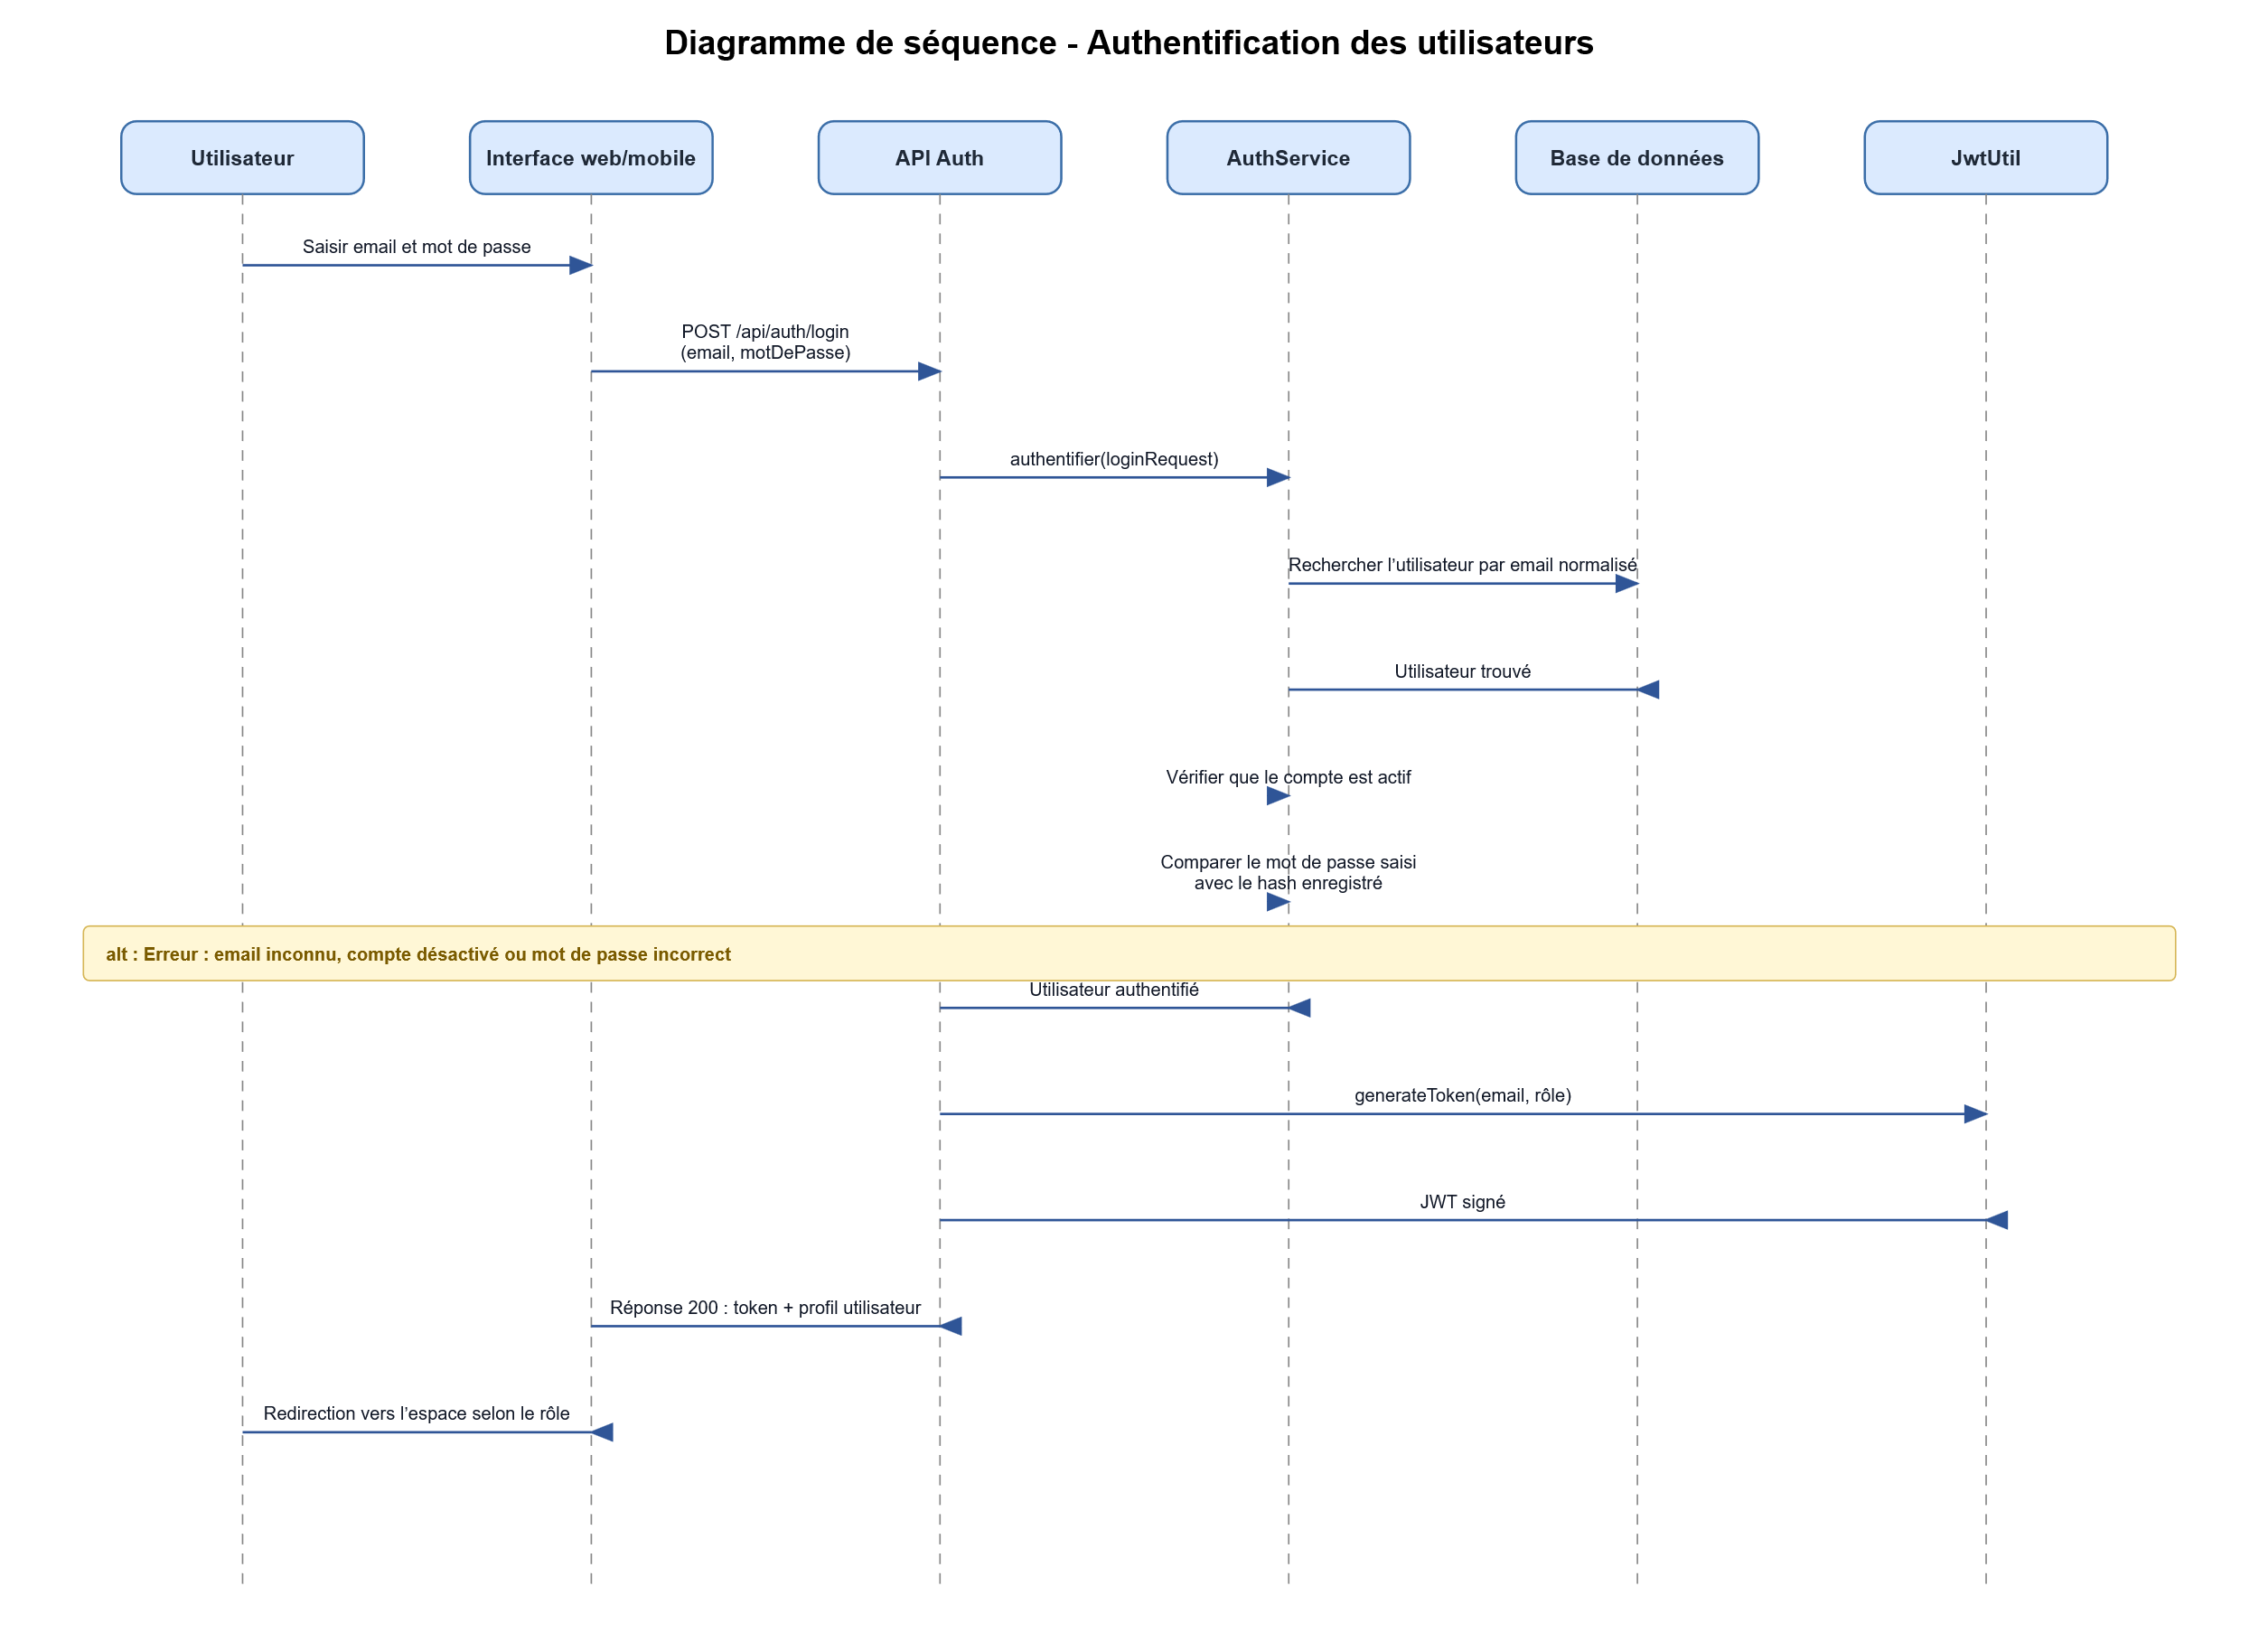 Diagramme de séquence - Authentification des utilisateurs
Utilisateur
Interface web/mobile
API Auth
AuthService
Base de données
JwtUtil
Saisir email et mot de passe
POST /api/auth/login
(email, motDePasse)
authentifier(loginRequest)
Rechercher l’utilisateur par email normalisé
Utilisateur trouvé
Vérifier que le compte est actif
Comparer le mot de passe saisi
avec le hash enregistré
alt : Erreur : email inconnu, compte désactivé ou mot de passe incorrect
Utilisateur authentifié
generateToken(email, rôle)
JWT signé
Réponse 200 : token + profil utilisateur
Redirection vers l’espace selon le rôle